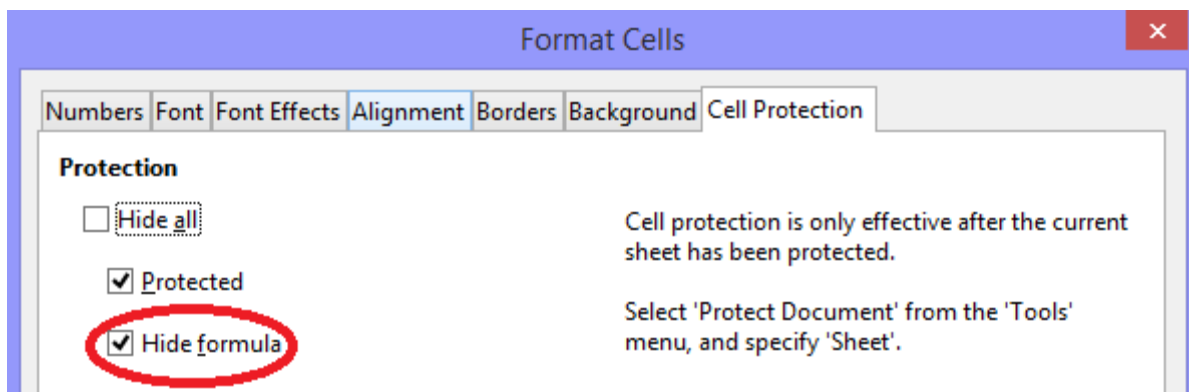 Format Cells
Numbers Font Font Effects Alignment Borders Background Cell Protection
Protection
Hide all
Cell protection is only effective after the current
sheet has been protected.
Protected
Hide formula
Select 'Protect Document' from the 'Tools'
menu, and specify 'Sheet'.